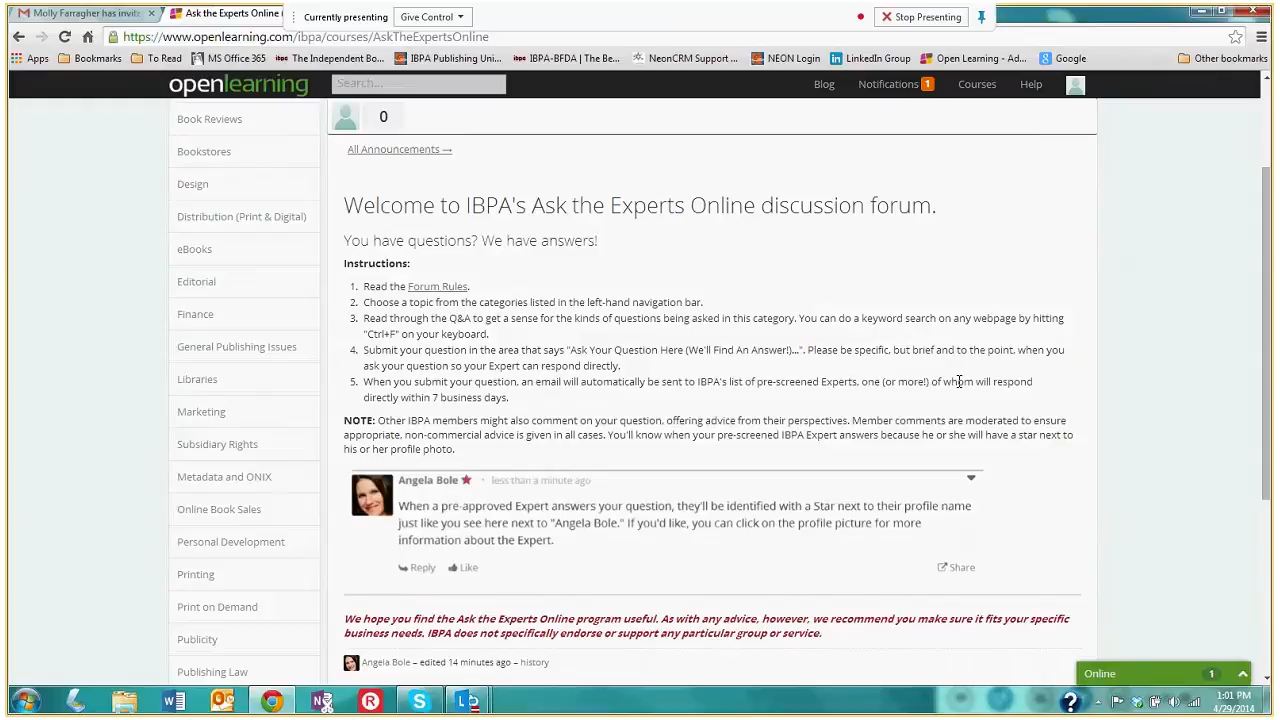 Molly Farragher has invite
Ask the Experts Online
Currently presenting
Give Control
Stop Presenting
https://www.openlearning.com/ibpa/courses/AskTheExpertsOnline
Apps
Bookmarks
To Read
MS Office 365
The Independent Bo...
IBPA Publishing Uni...
IBPA-BFDA | The Be...
NeonCRM Support ...
NEON Login
LinkedIn Group
Open Learning - Ad...
Google
Other bookmarks
openlearning
Search...
Blog
Notifications 1
Courses
Help
Book Reviews
Bookstores
Design
Distribution (Print & Digital)
eBooks
Editorial
Finance
General Publishing Issues
Libraries
Marketing
Subsidiary Rights
Metadata and ONIX
Online Book Sales
Personal Development
Printing
Print on Demand
Publicity
Publishing Law
0
All Announcements →
Welcome to IBPA's Ask the Experts Online discussion forum.
You have questions? We have answers!
Instructions:
1. Read the Forum Rules.
2. Choose a topic from the categories listed in the left-hand navigation bar.
3. Read through the Q&A to get a sense for the kinds of questions being asked in this category. You can do a keyword search on any webpage by hitting
"Ctrl+F" on your keyboard.
4. Submit your question in the area that says "Ask Your Question Here (We'll Find An Answer!)...". Please be specific, but brief and to the point, when you
ask your question so your Expert can respond directly.
5. When you submit your question, an email will automatically be sent to IBPA's list of pre-screened Experts, one (or more!) of whom will respond
directly within 7 business days.
NOTE: Other IBPA members might also comment on your question, offering advice from their perspectives. Member comments are moderated to ensure
appropriate, non-commercial advice is given in all cases. You'll know when your pre-screened IBPA Expert answers because he or she will have a star next to
his or her profile photo.
Angela Bole ★ · less than a minute ago
When a pre-approved Expert answers your question, they'll be identified with a Star next to their profile name
just like you see here next to "Angela Bole." If you'd like, you can click on the profile picture for more
information about the Expert.
Reply Like Share
We hope you find the Ask the Experts Online program useful. As with any advice, however, we recommend you make sure it fits your specific
business needs. IBPA does not specifically endorse or support any particular group or service.
Angela Bole – edited 14 minutes ago – history
Online 1
1:01 PM
4/29/2014